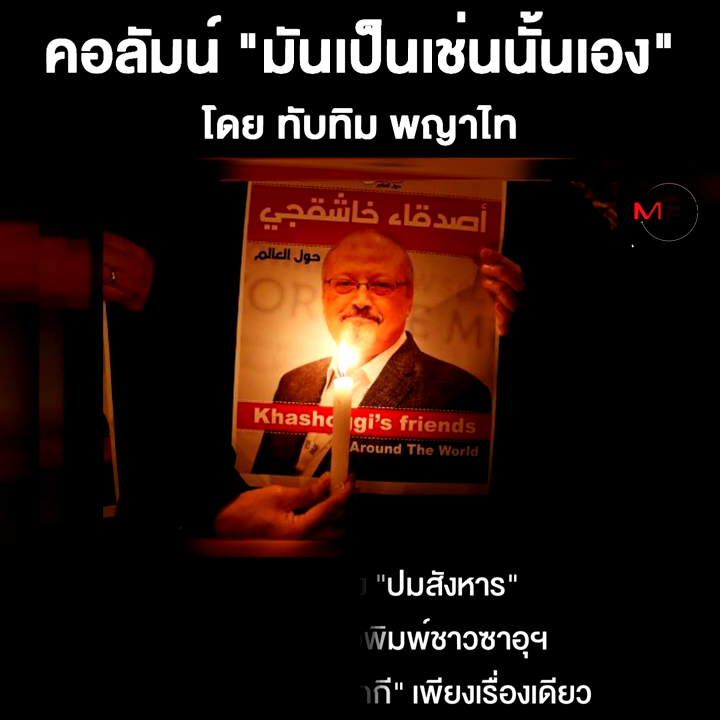 คอลัมน์ "มันเป็นเช่นนั้นเอง"
โดย ทับทิม พญาไท
ME
أصدقاء خاشقجي
حول العالم
Khashoggi's friends
Around The World
"ปมสังหาร"
พิมพ์ชาวซาอุฯ
กี" เพียงเรื่องเดียว